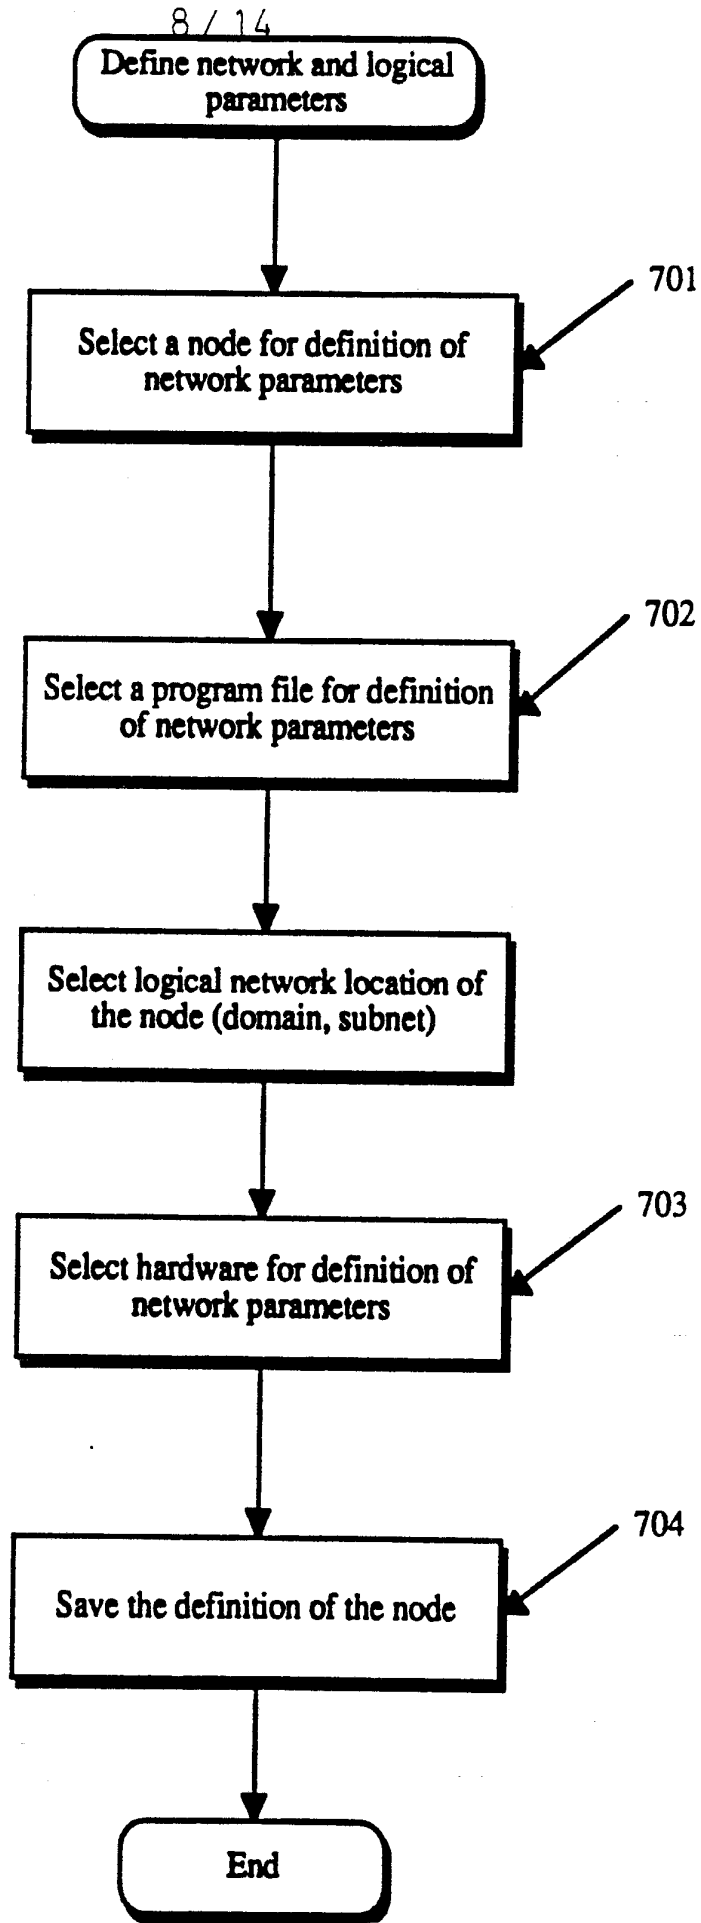 8 / 14
Define network and logical
parameters
701
Select a node for definition of
network parameters
702
Select a program file for definition
of network parameters
Select logical network location of
the node (domain, subnet)
703
Select hardware for definition of
network parameters
704
Save the definition of the node
End